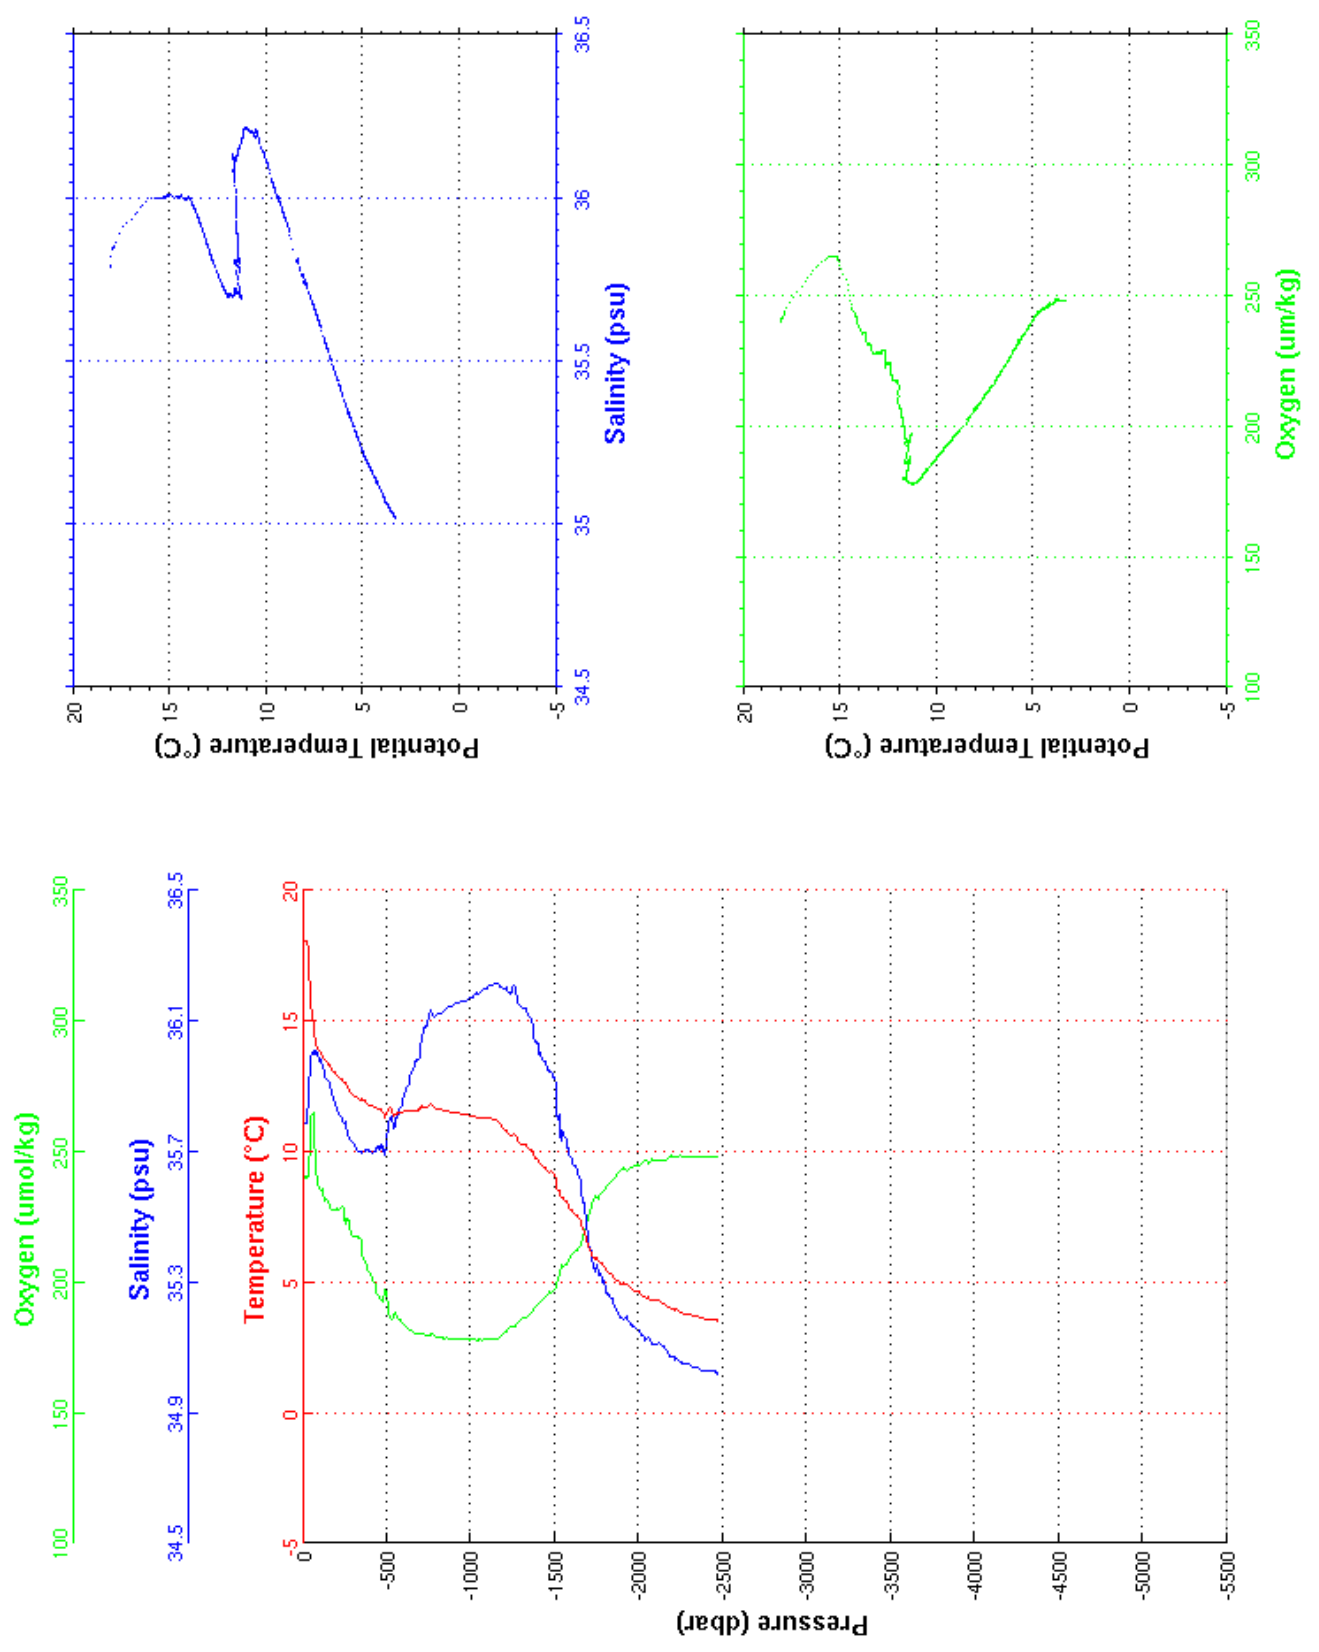 Oxygen (umol/kg)
100 150 200 250 300 350
Salinity (psu)
34.5 34.9 35.3 35.7 36.1 36.5
Temperature (°C)
-5 0 5 10 15 20
0
-500
-1000
-1500
-2000
-2500
-3000
-3500
-4000
-4500
-5000
-5500
Pressure (dbar)
20
15
10
5
0
-5
Potential Temperature (°C)
34.5 35 35.5 36 36.5
Salinity (psu)
20
15
10
5
0
-5
Potential Temperature (°C)
100 150 200 250 300 350
Oxygen (um/kg)